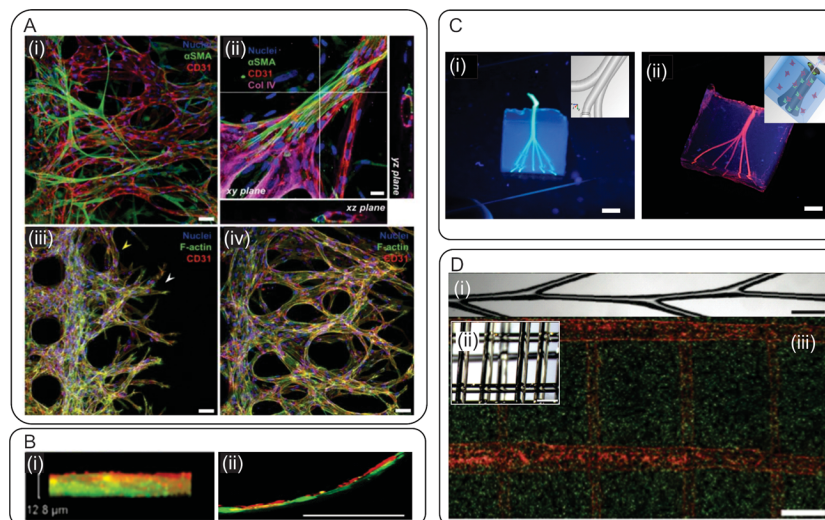 A
(i)
Nuclei
αSMA
CD31
(ii)
Nuclei
αSMA
CD31
Col IV
xy plane
yz plane
xz plane
(iii)
Nuclei
F-actin
CD31
(iv)
Nuclei
F-actin
CD31
B
(i)
12 8 μm
(ii)
C
(i)
(ii)
D
(i)
(ii)
(iii)